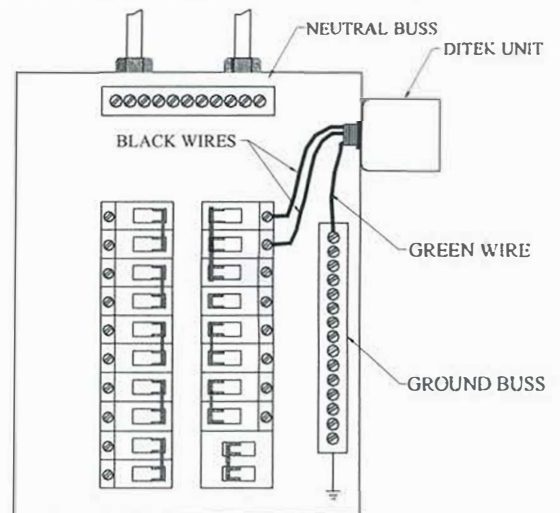 NEUTRAL BUSS
DITEK UNIT
BLACK WIRES
GREEN WIRE
GROUND BUSS